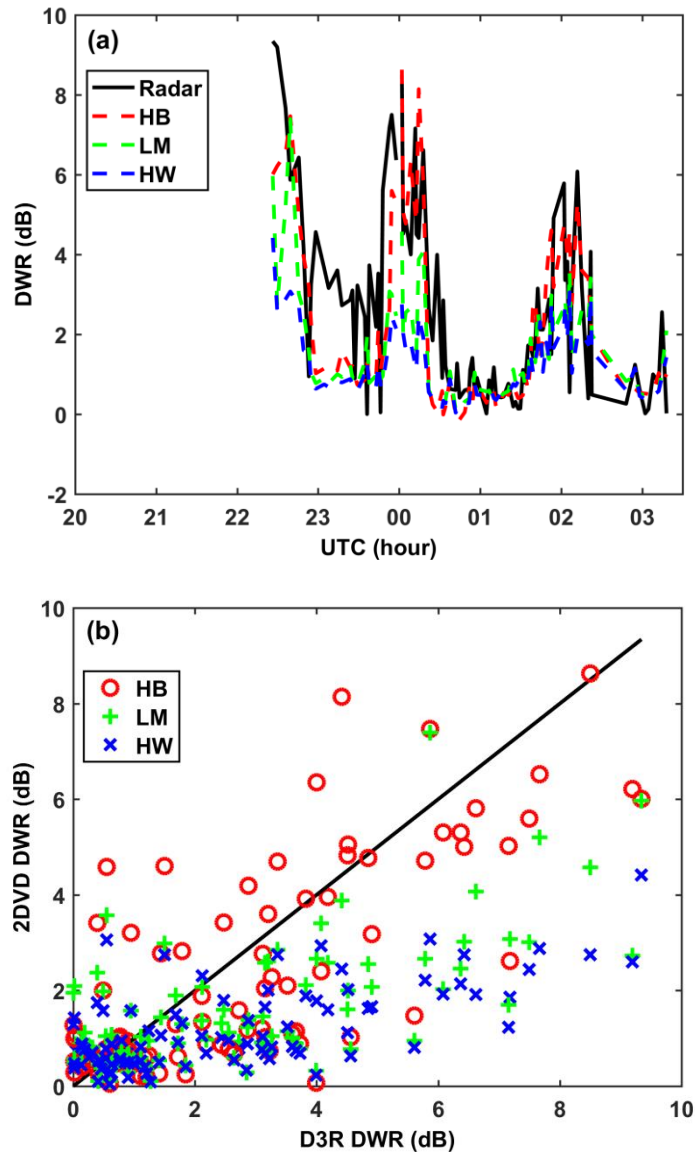 (a)
Radar
HB
LM
HW
10
8
6
4
2
0
-2
DWR (dB)
20 21 22 23 00 01 02 03
UTC (hour)
(b)
HB
LM
HW
10
8
6
4
2
0
2DVD DWR (dB)
0 2 4 6 8 10
D3R DWR (dB)